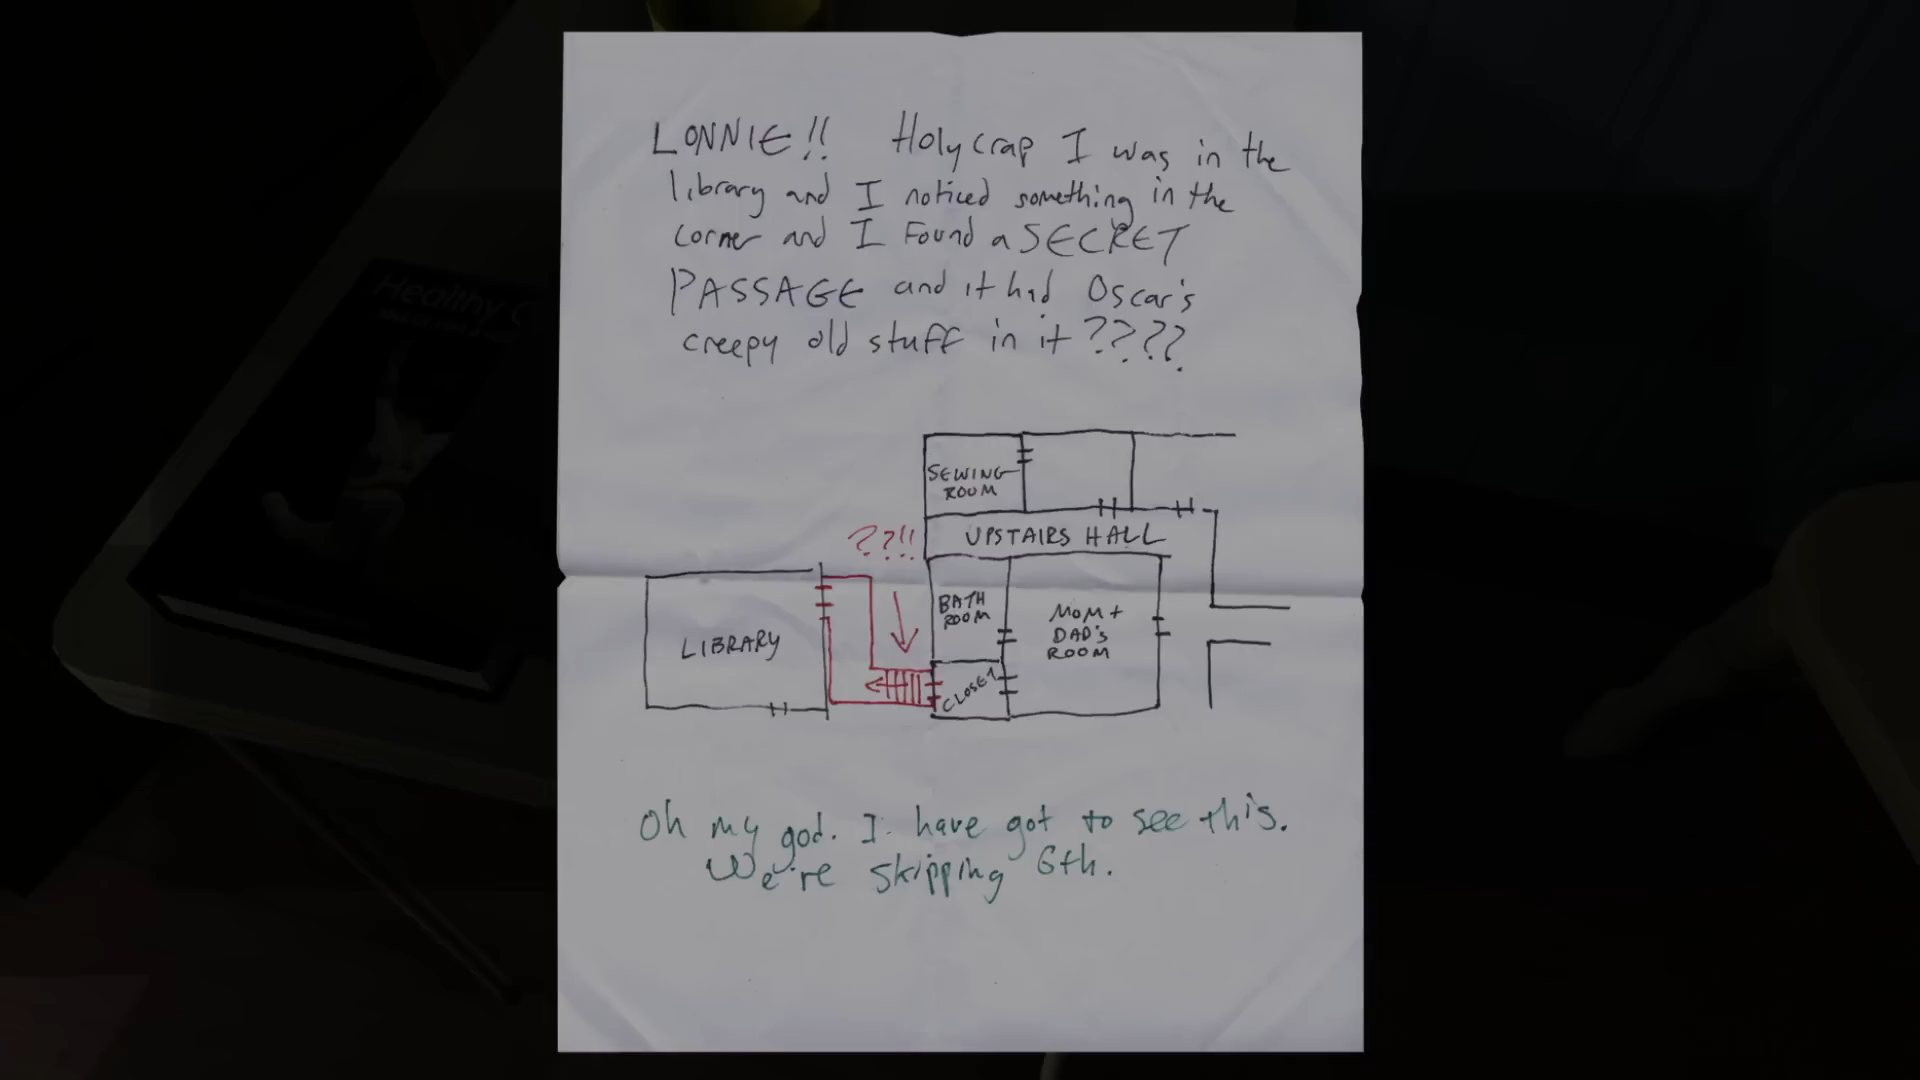 LONNIE!! Holy crap I was in the
library and I noticed something in the
corner and I Found a SECRET
PASSAGE and it had Oscar's
creepy old stuff in it????
SEWING
ROOM
UPSTAIRS HALL
??!!
LIBRARY
BATH
ROOM
CLOSET
MOM +
DAD'S
ROOM
Oh my god. I have got to see this.
We're skipping 6th.
Healthy